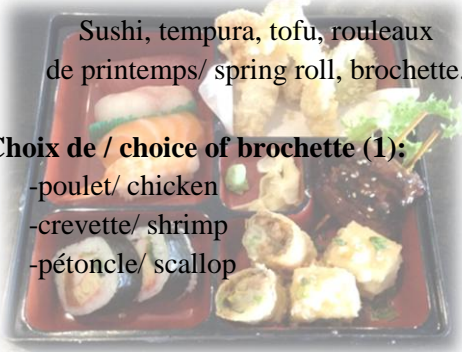 Sushi, tempura, tofu, rouleaux
de printemps/ spring roll, brochette.
Choix de / choice of brochette (1):
-poulet/ chicken
-crevette/ shrimp
-pétoncle/ scallop